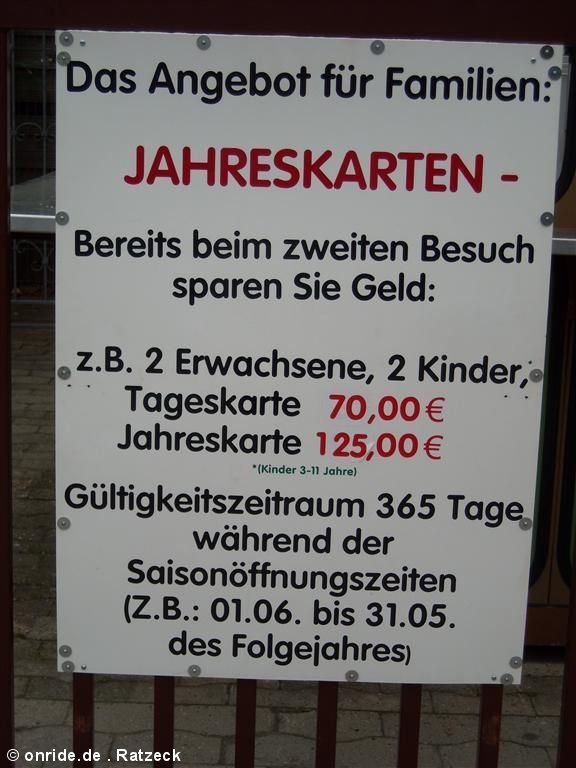 Das Angebot für Familien:
JAHRESKARTEN -
Bereits beim zweiten Besuch
sparen Sie Geld:
z.B. 2 Erwachsene, 2 Kinder,
Tageskarte 70,00 €
Jahreskarte 125,00 €
*(Kinder 3-11 Jahre)
Gültigkeitszeitraum 365 Tage
während der
Saisonöffnungszeiten
(Z.B.: 01.06. bis 31.05.
des Folgejahres)
© onride.de . Ratzeck